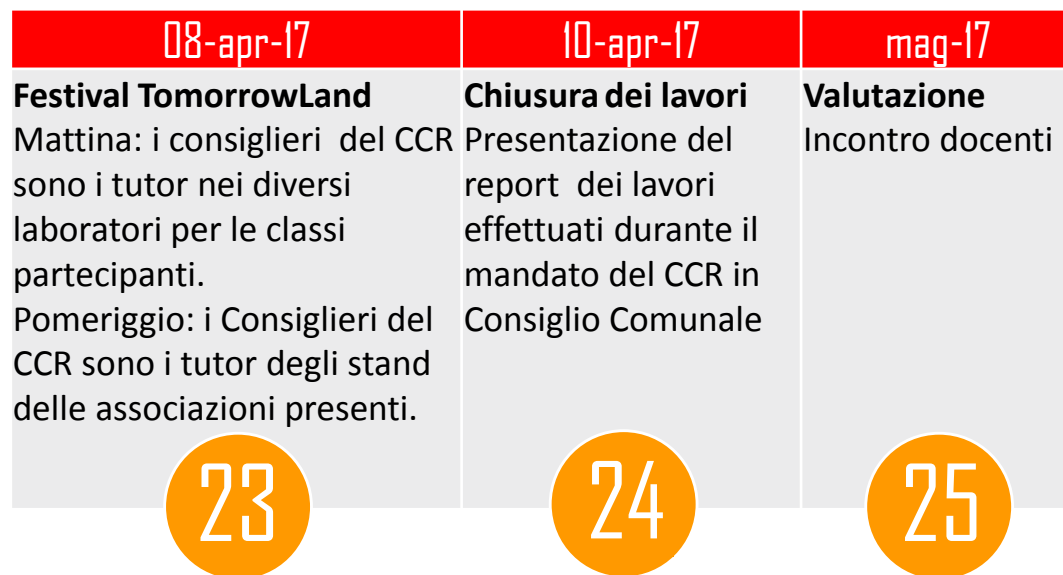 08-apr-17
Festival TomorrowLand
Mattina: i consiglieri del CCR
sono i tutor nei diversi
laboratori per le classi
partecipanti.
Pomeriggio: i Consiglieri del
CCR sono i tutor degli stand
delle associazioni presenti.
23
10-apr-17
Chiusura dei lavori
Presentazione del
report dei lavori
effettuati durante il
mandato del CCR in
Consiglio Comunale
24
mag-17
Valutazione
Incontro docenti
25